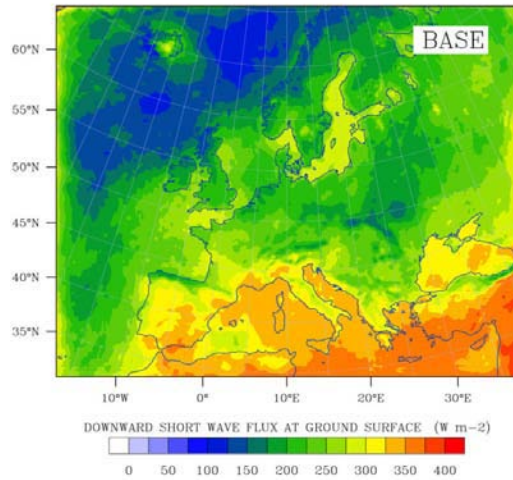 BASE
60°N
55°N
50°N
45°N
40°N
35°N
10°W 0° 10°E 20°E 30°E
DOWNWARD SHORT WAVE FLUX AT GROUND SURFACE (W m-2)
0 50 100 150 200 250 300 350 400